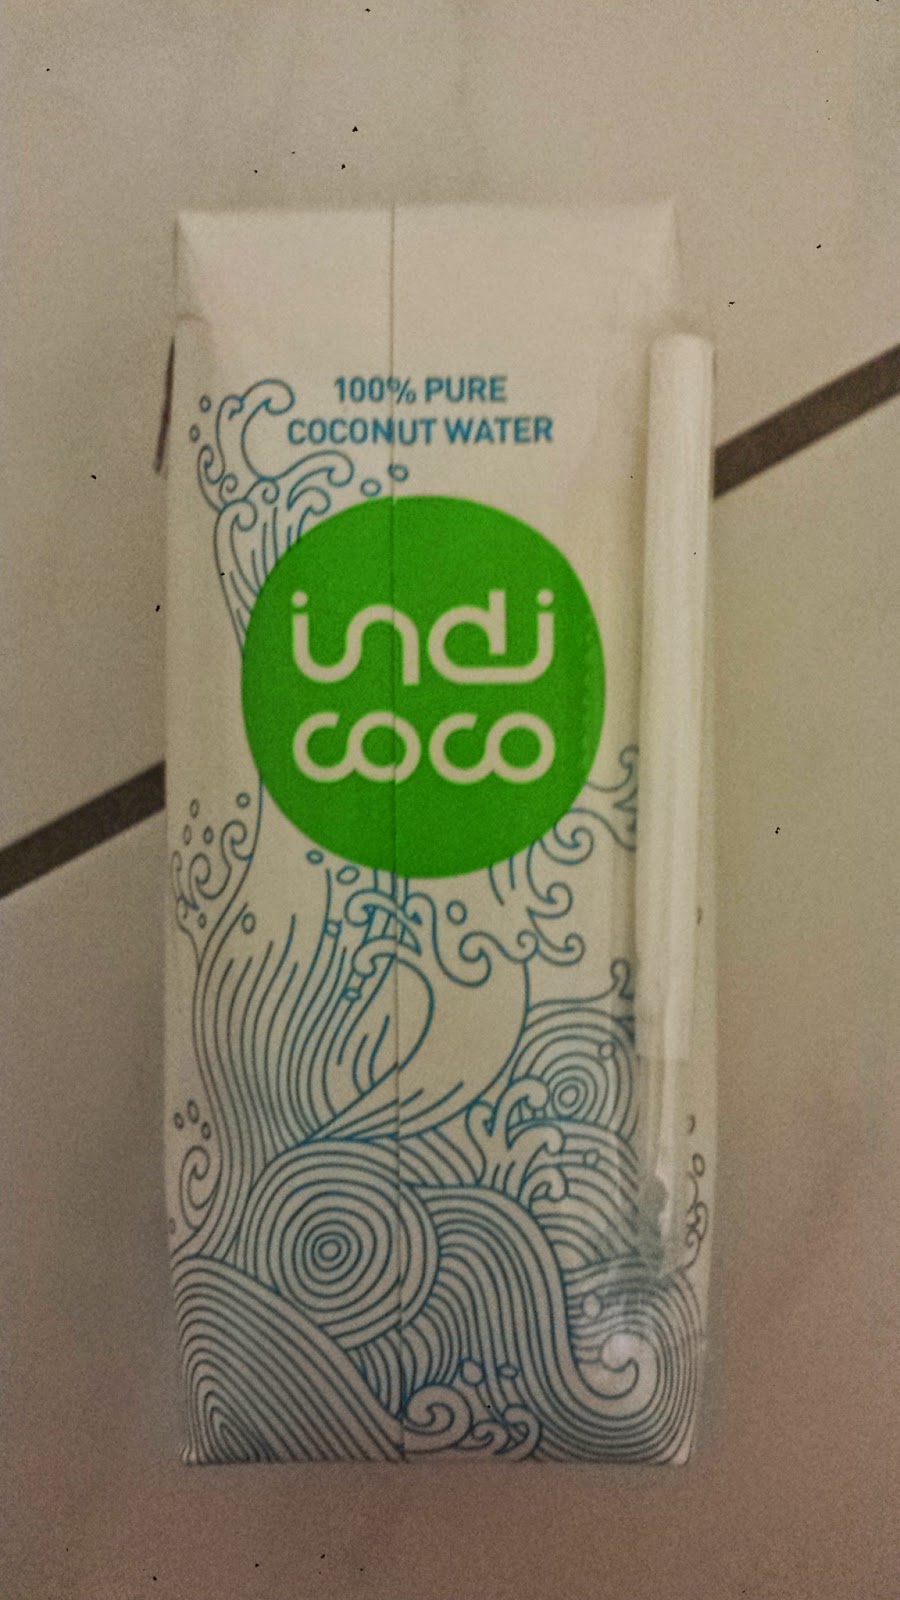 100% PURE
COCONUT WATER
indi
coco